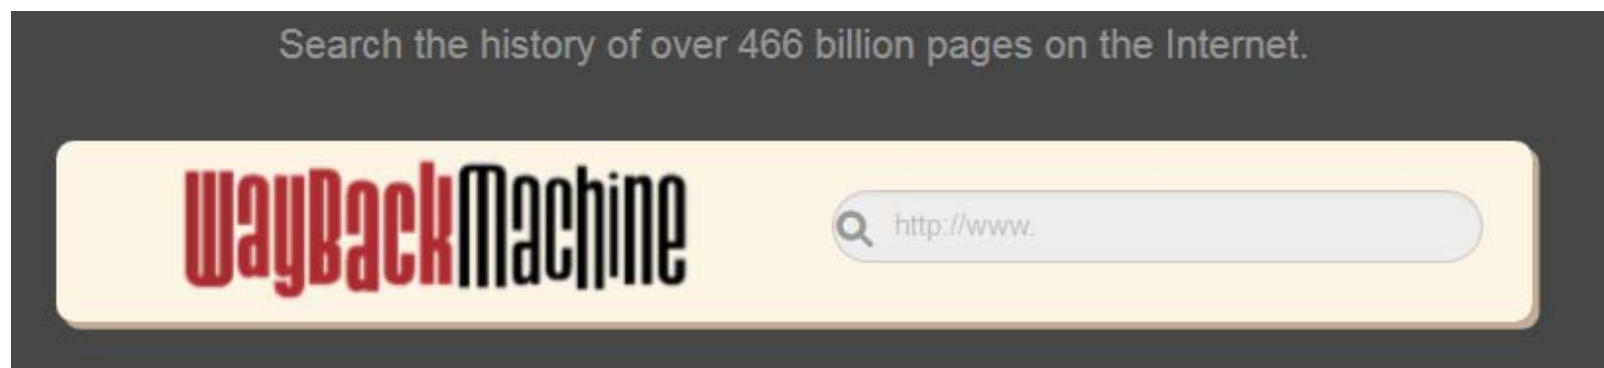 Search the history of over 466 billion pages on the Internet.
WayBackMachine
http://www.